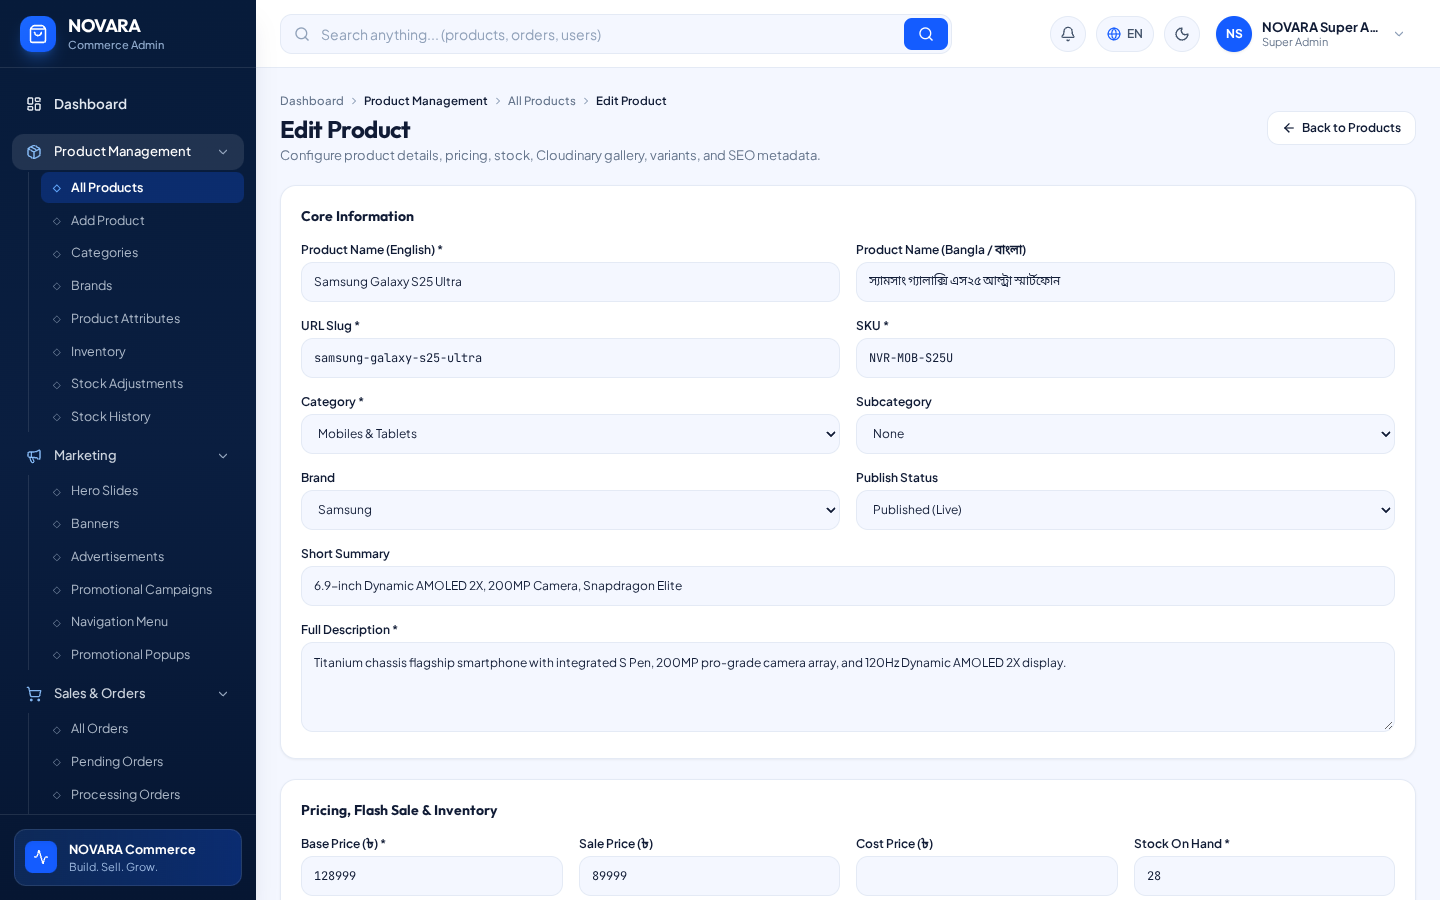 NOVARA
Commerce Admin
Search anything... (products, orders, users)
EN
NS
NOVARA Super A...
Super Admin
Dashboard
Product Management
All Products
Add Product
Categories
Brands
Product Attributes
Inventory
Stock Adjustments
Stock History
Marketing
Hero Slides
Banners
Advertisements
Promotional Campaigns
Navigation Menu
Promotional Popups
Sales & Orders
All Orders
Pending Orders
Processing Orders
NOVARA Commerce
Build. Sell. Grow.
Dashboard > Product Management > All Products > Edit Product
Edit Product
Configure product details, pricing, stock, Cloudinary gallery, variants, and SEO metadata.
Back to Products
Core Information
Product Name (English) *
Samsung Galaxy S25 Ultra
Product Name (Bangla / বাংলা)
স্যামসাং গ্যালাক্সি এস২৫ আল্ট্রা স্মার্টফোন
URL Slug *
samsung-galaxy-s25-ultra
SKU *
NVR-MOB-S25U
Category *
Mobiles & Tablets
Subcategory
None
Brand
Samsung
Publish Status
Published (Live)
Short Summary
6.9-inch Dynamic AMOLED 2X, 200MP Camera, Snapdragon Elite
Full Description *
Titanium chassis flagship smartphone with integrated S Pen, 200MP pro-grade camera array, and 120Hz Dynamic AMOLED 2X display.
Pricing, Flash Sale & Inventory
Base Price (৳) *
128999
Sale Price (৳)
89999
Cost Price (৳)
Stock On Hand *
28